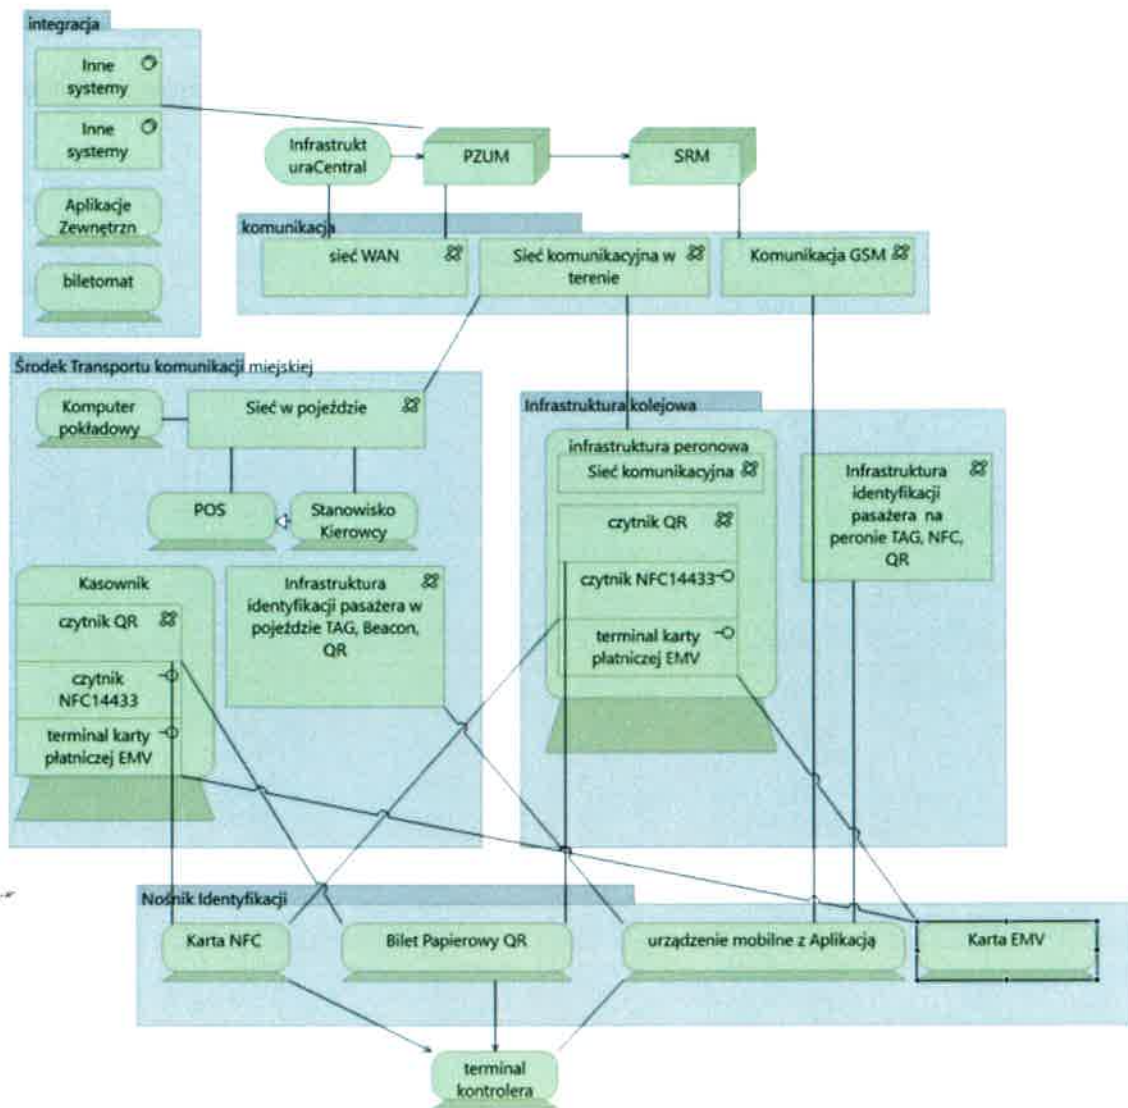 integracja
Inne
systemy
Inne
systemy
Aplikacje
Zewnętrzn
biletomat
Infrastrukt
uraCentral
PZUM
SRM
komunikacja
sieć WAN
Sieć komunikacyjna w
terenie
Komunikacja GSM
Środek Transportu komunikacji miejskiej
Komputer
pokładowy
Sieć w pojeździe
POS
Stanowisko
Kierowcy
Kasownik
czytnik QR
czytnik
NFC14433
terminal karty
płatniczej EMV
Infrastruktura
identyfikacji pasażera w
pojeździe TAG, Beacon,
QR
Infrastruktura kolejowa
infrastruktura peronowa
Sieć komunikacyjna
czytnik QR
czytnik NFC14433
terminal karty
płatniczej EMV
Infrastruktura
identyfikacji
pasażera na
peronie TAG, NFC,
QR
Nośnik Identyfikacji
Karta NFC
Bilet Papierowy QR
urządzenie mobilne z Aplikacją
Karta EMV
terminal
kontrolera